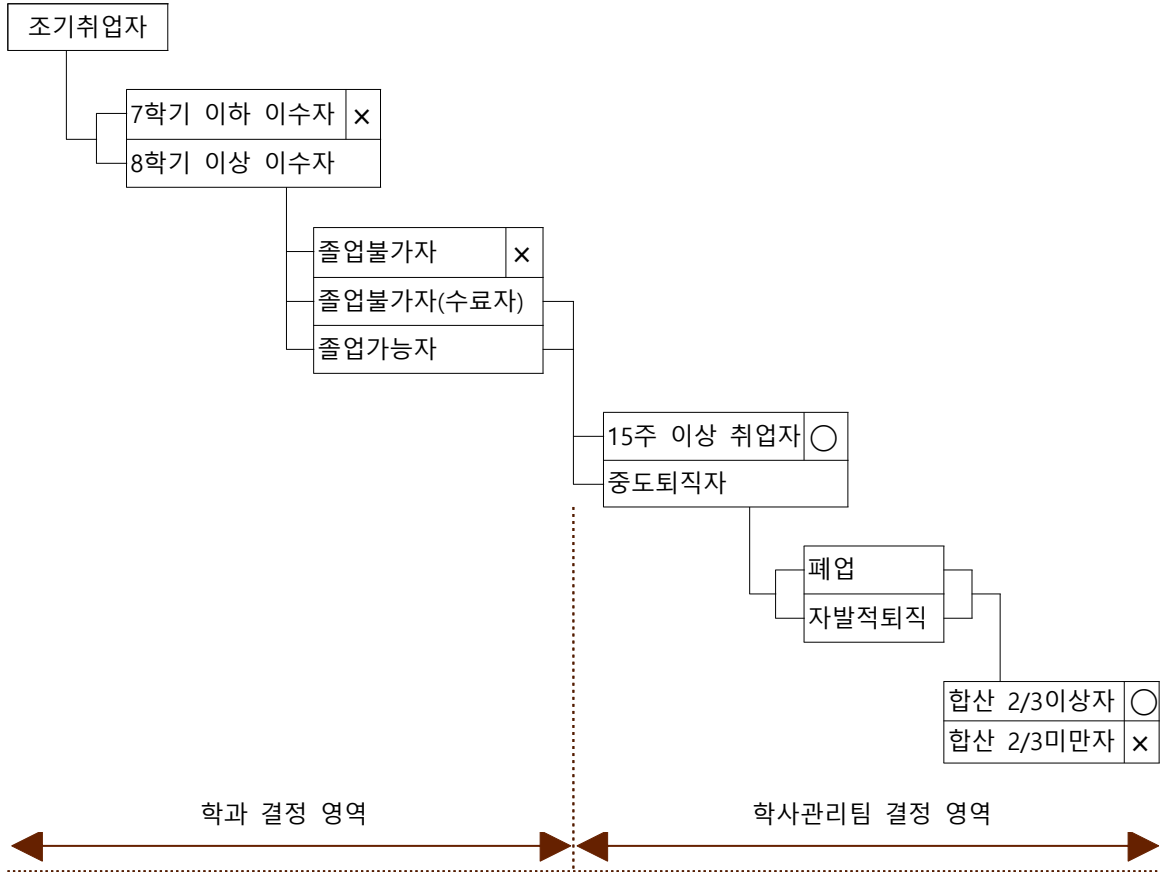 조기취업자
7학기 이하 이수자 ×
8학기 이상 이수자
졸업불가자 ×
졸업불가자(수료자)
졸업가능자
15주 이상 취업자 ○
중도퇴직자
폐업
자발적퇴직
합산 2/3이상자 ○
합산 2/3미만자 ×
학과 결정 영역
학사관리팀 결정 영역